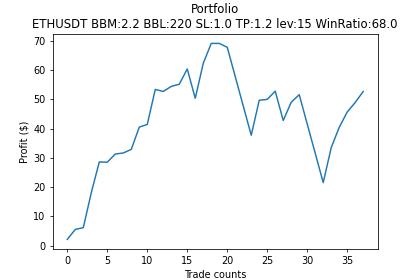 Portfolio
ETHUSDT BBM:2.2 BBL:220 SL:1.0 TP:1.2 lev:15 WinRatio:68.0
70
60
50
40
30
20
10
0
Profit ($)
0 5 10 15 20 25 30 35
Trade counts